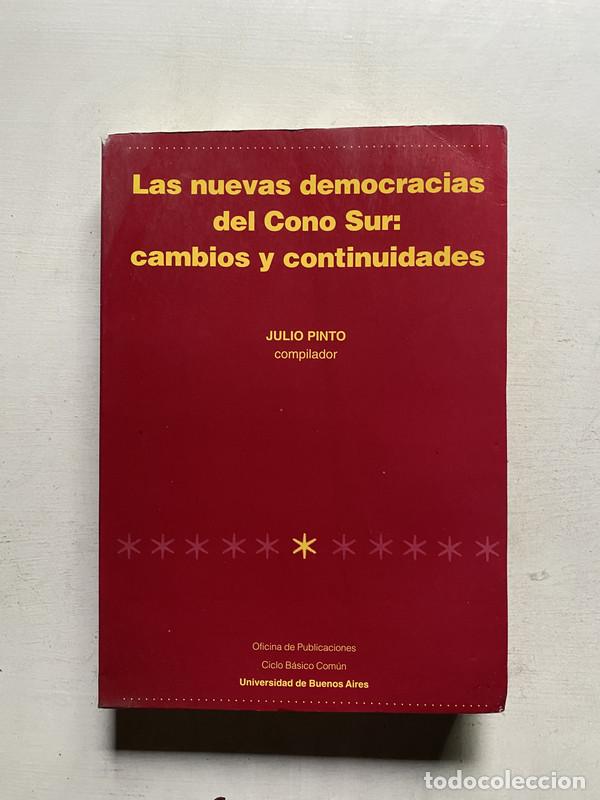 Las nuevas democracias
del Cono Sur:
cambios y continuidades
JULIO PINTO
compilador
Oficina de Publicaciones
Ciclo Básico Común
Universidad de Buenos Aires
todocoleccion